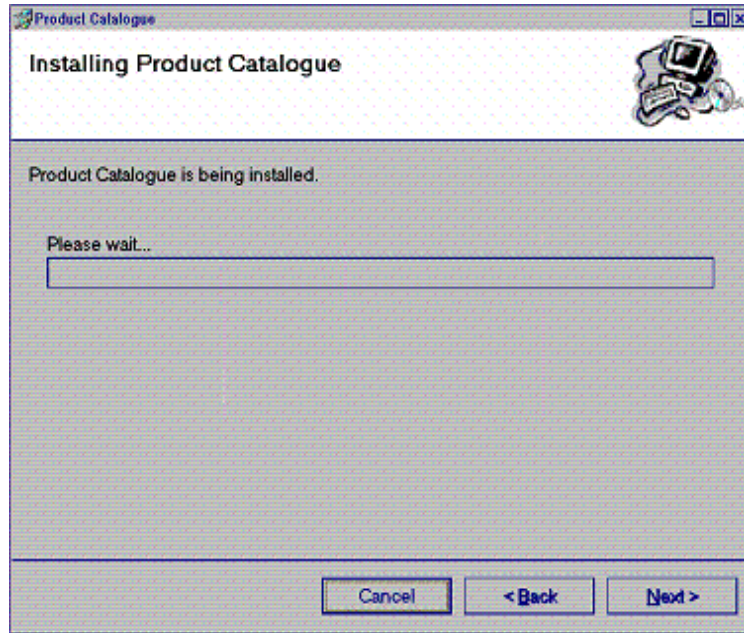 Product Catalogue
Installing Product Catalogue
Product Catalogue is being installed.
Please wait...
Cancel
< Back
Next >